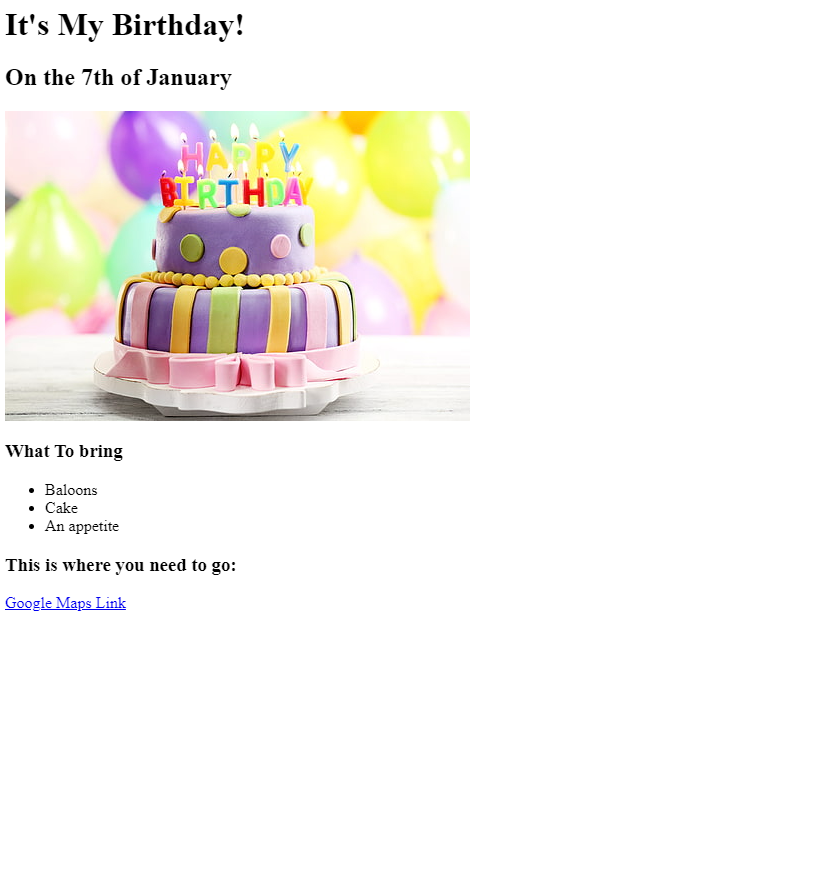 It's My Birthday!
On the 7th of January
HAPPY
BIRTHDAY
What To bring
Baloons
Cake
An appetite
This is where you need to go:
Google Maps Link